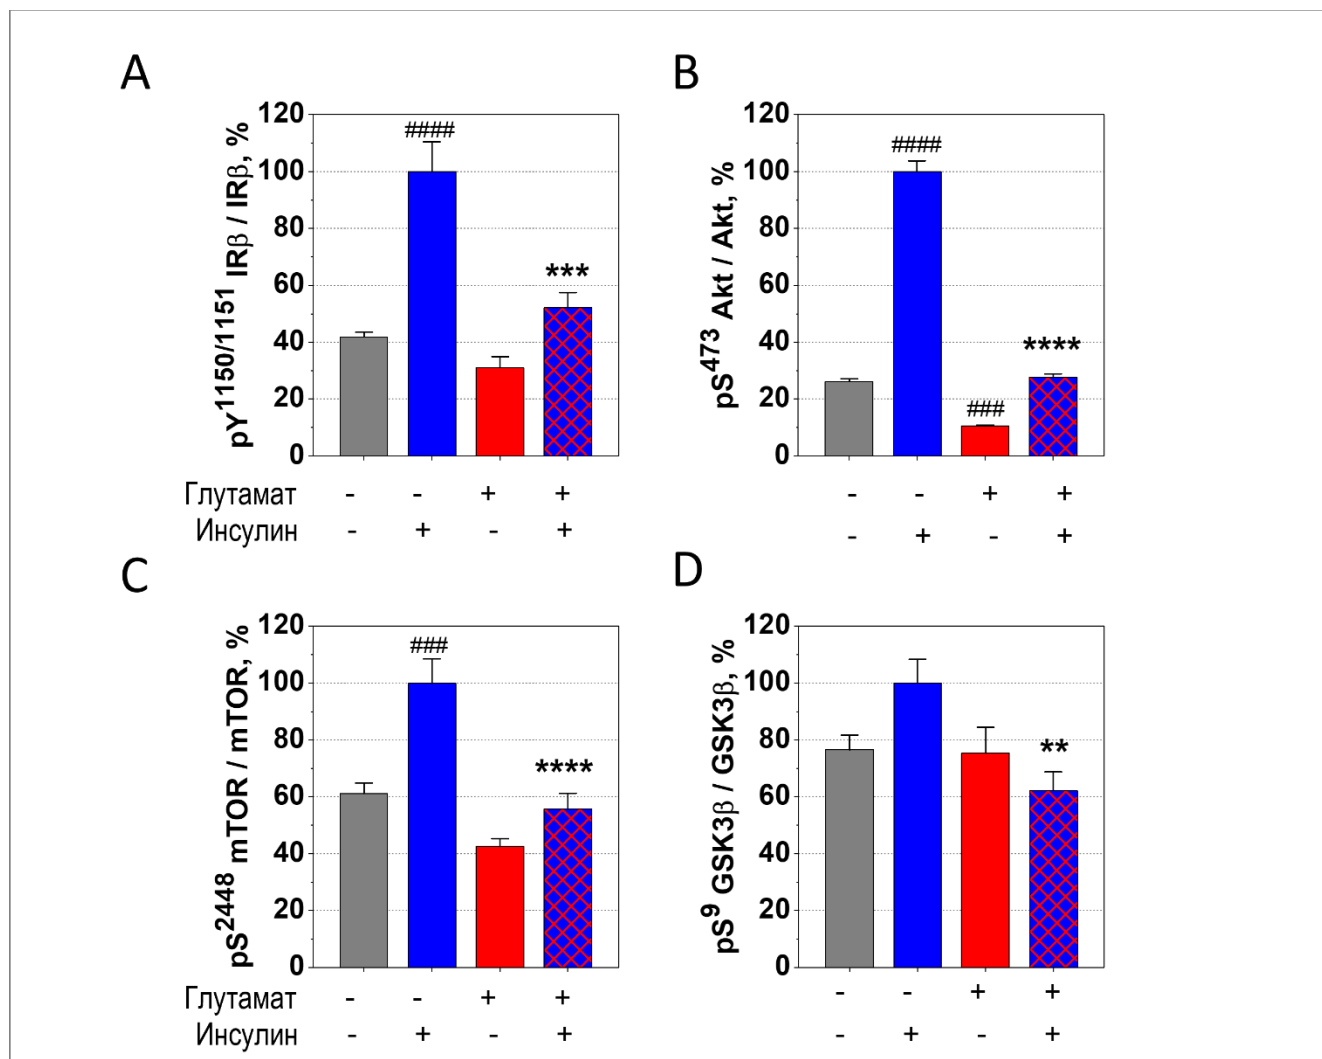 A
pY1150/1151 IRβ / IRβ, %
120
100
80
60
40
20
0
####
***
Глутамат - - + +
Инсулин - + - +
B
pS473 Akt / Akt, %
120
100
80
60
40
20
0
####
###
****
- - + +
- + - +
C
pS2448 mTOR / mTOR, %
120
100
80
60
40
20
0
###
****
Глутамат - - + +
Инсулин - + - +
D
pS9 GSK3β / GSK3β, %
120
100
80
60
40
20
0
**
- - + +
- + - +